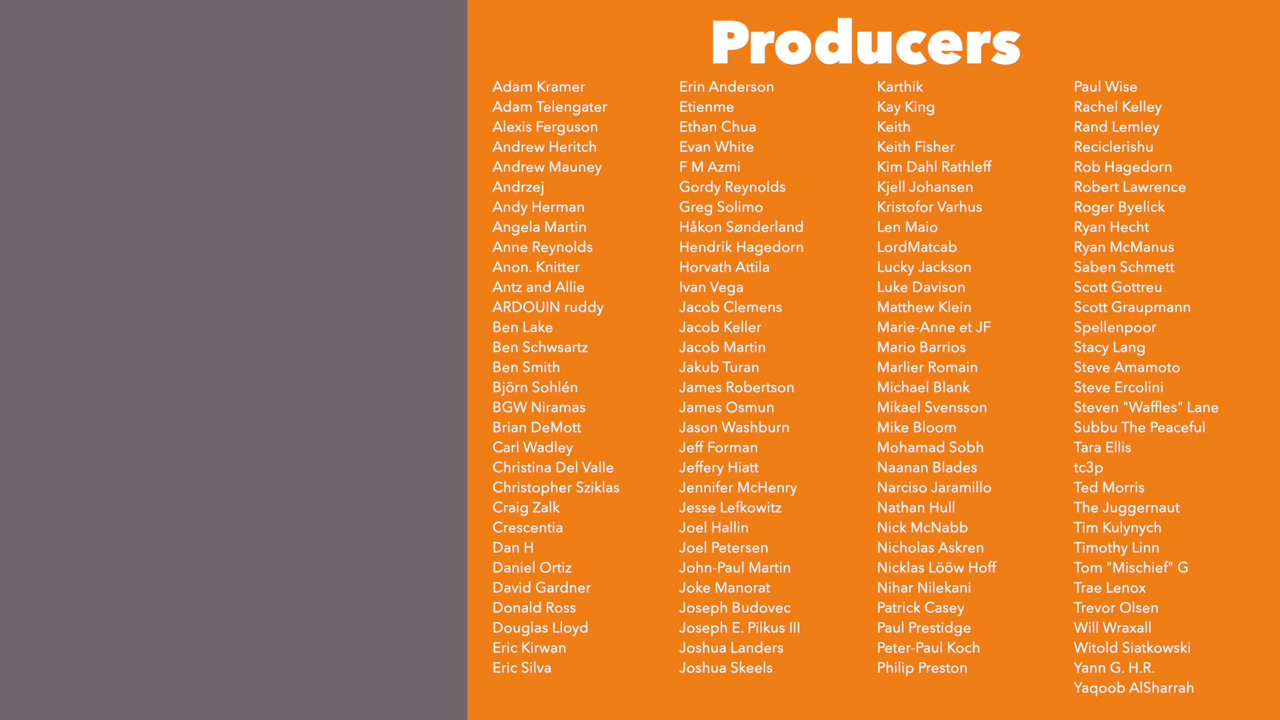 Producers
Adam Kramer
Adam Telengater
Alexis Ferguson
Andrew Heritch
Andrew Mauney
Andrzej
Andy Herman
Angela Martin
Anne Reynolds
Anon. Knitter
Antz and Allie
ARDOUIN ruddy
Ben Lake
Ben Schwsartz
Ben Smith
Björn Sohlén
BGW Niramas
Brian DeMott
Carl Wadley
Christina Del Valle
Christopher Sziklas
Craig Zalk
Crescentia
Dan H
Daniel Ortiz
David Gardner
Donald Ross
Douglas Lloyd
Eric Kirwan
Eric Silva
Erin Anderson
Etienme
Ethan Chua
Evan White
F M Azmi
Gordy Reynolds
Greg Solimo
Håkon Sønderland
Hendrik Hagedorn
Horvath Attila
Ivan Vega
Jacob Clemens
Jacob Keller
Jacob Martin
Jakub Turan
James Robertson
James Osmun
Jason Washburn
Jeff Forman
Jeffery Hiatt
Jennifer McHenry
Jesse Lefkowitz
Joel Hallin
Joel Petersen
John-Paul Martin
Joke Manorat
Joseph Budovec
Joseph E. Pilkus III
Joshua Landers
Joshua Skeels
Karthik
Kay King
Keith
Keith Fisher
Kim Dahl Rathleff
Kjell Johansen
Kristofor Varhus
Len Maio
LordMatcab
Lucky Jackson
Luke Davison
Matthew Klein
Marie-Anne et JF
Mario Barrios
Marlier Romain
Michael Blank
Mikael Svensson
Mike Bloom
Mohamad Sobh
Naanan Blades
Narciso Jaramillo
Nathan Hull
Nick McNabb
Nicholas Askren
Nicklas Lööw Hoff
Nihar Nilekani
Patrick Casey
Paul Prestidge
Peter-Paul Koch
Philip Preston
Paul Wise
Rachel Kelley
Rand Lemley
Reciclerishu
Rob Hagedorn
Robert Lawrence
Roger Byelick
Ryan Hecht
Ryan McManus
Saben Schmett
Scott Gottreu
Scott Graupmann
Spellenpoor
Stacy Lang
Steve Amamoto
Steve Ercolini
Steven "Waffles" Lane
Subbu The Peaceful
Tara Ellis
tc3p
Ted Morris
The Juggernaut
Tim Kulynych
Timothy Linn
Tom "Mischief" G
Trae Lenox
Trevor Olsen
Will Wraxall
Witold Siatkowski
Yann G. H.R.
Yaqoob AlSharrah